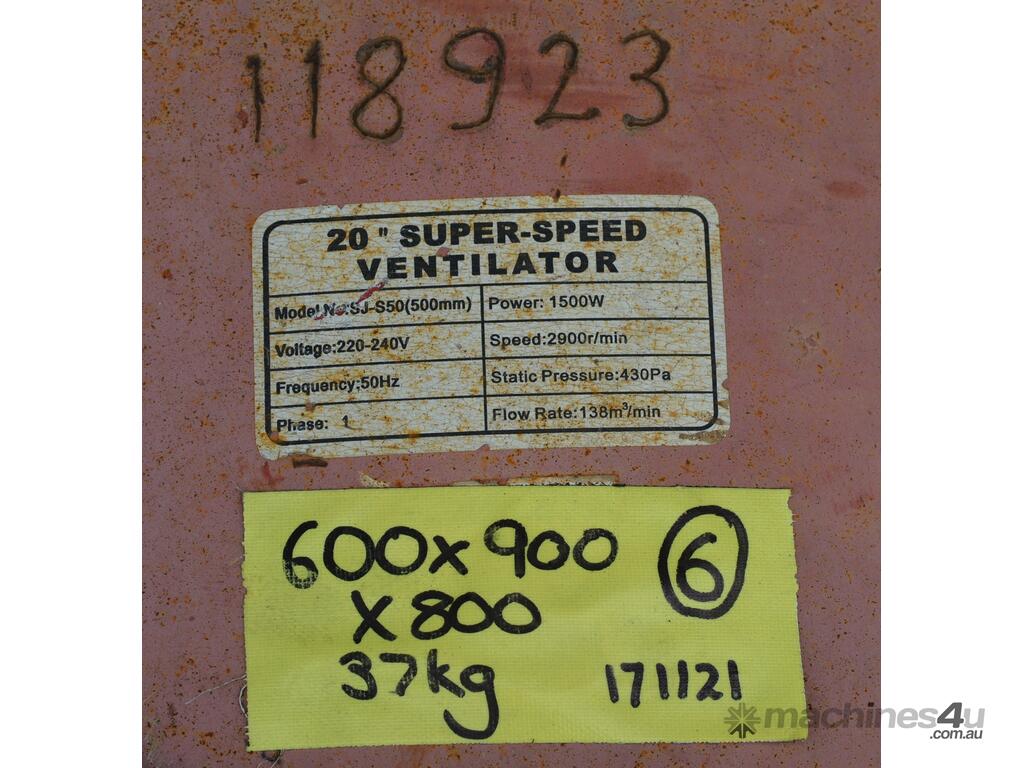 118923
20 " SUPER-SPEED
VENTILATOR
Model No:SJ-S50(500mm) Power: 1500W
Voltage:220-240V Speed:2900r/min
Frequency:50Hz Static Pressure:430Pa
Phase: 1 Flow Rate:138m³/min
600x900 6
x800
37kg 171121
machines4u
.com.au